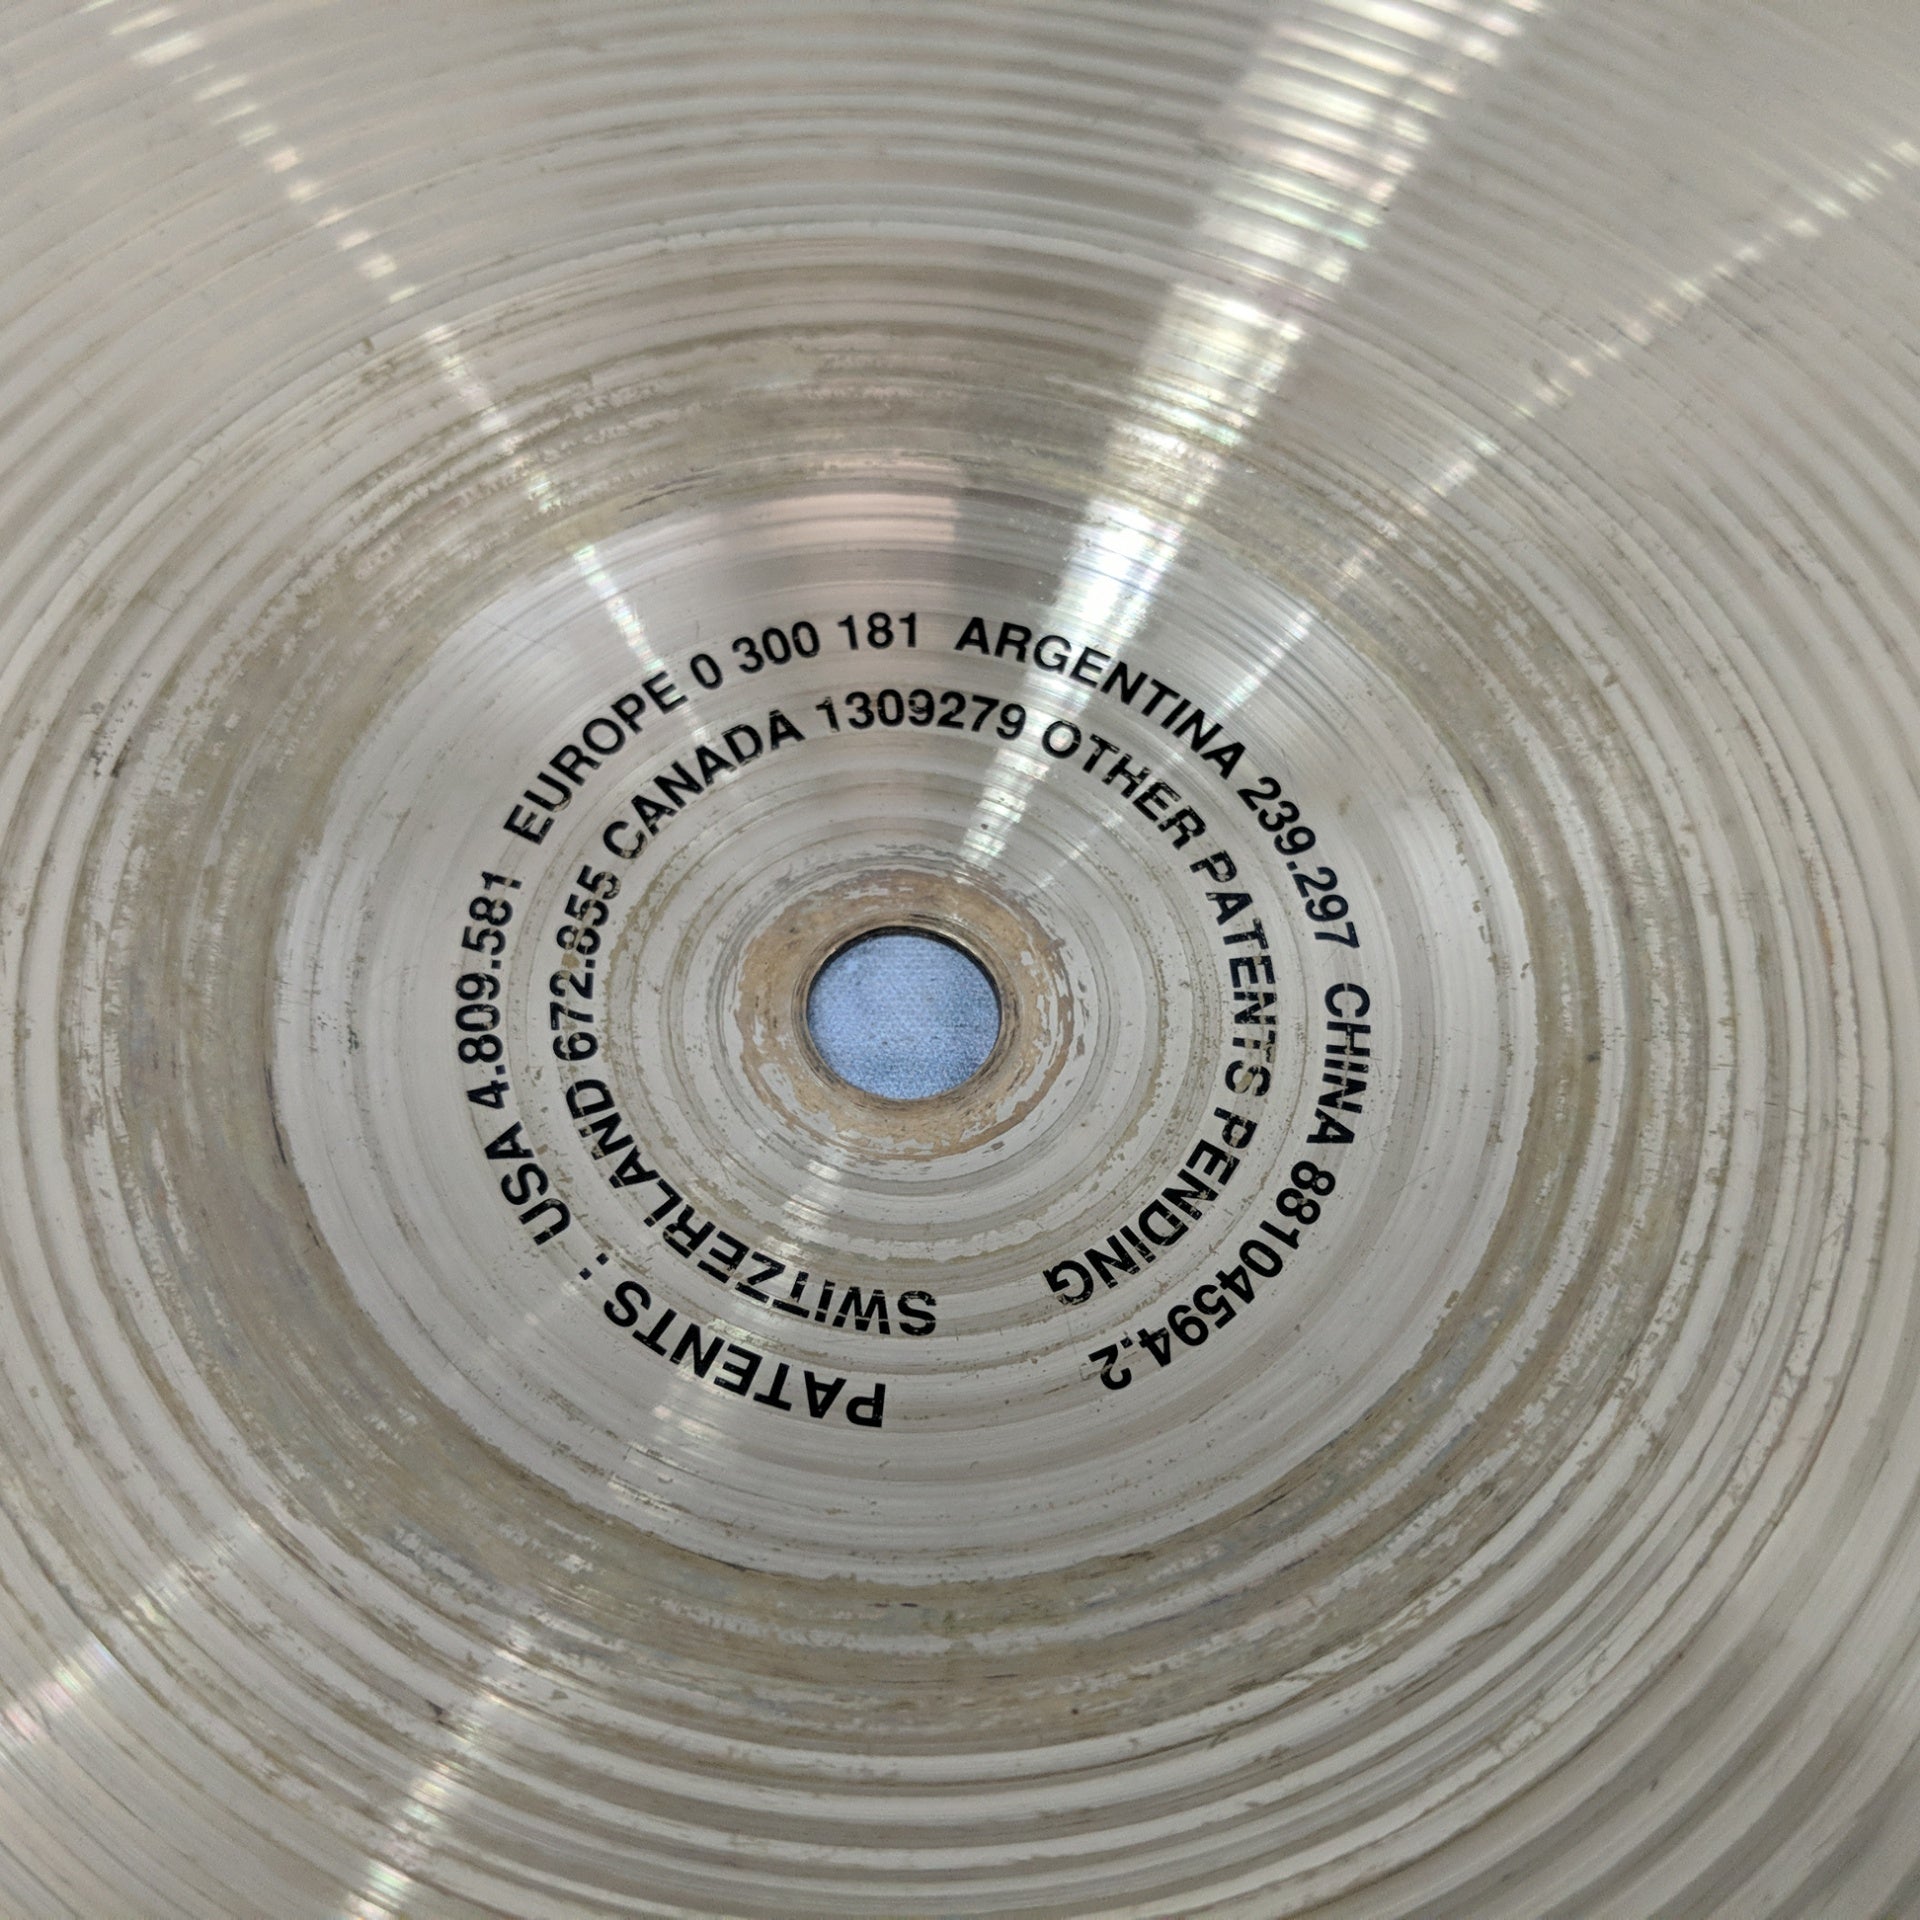 PATENTS : USA 4.809.581 EUROPE 0 300 181 ARGENTINA 239.297 CHINA 88104594.2
SWITZERLAND 672.855 CANADA 1309279 OTHER PATENTS PENDING